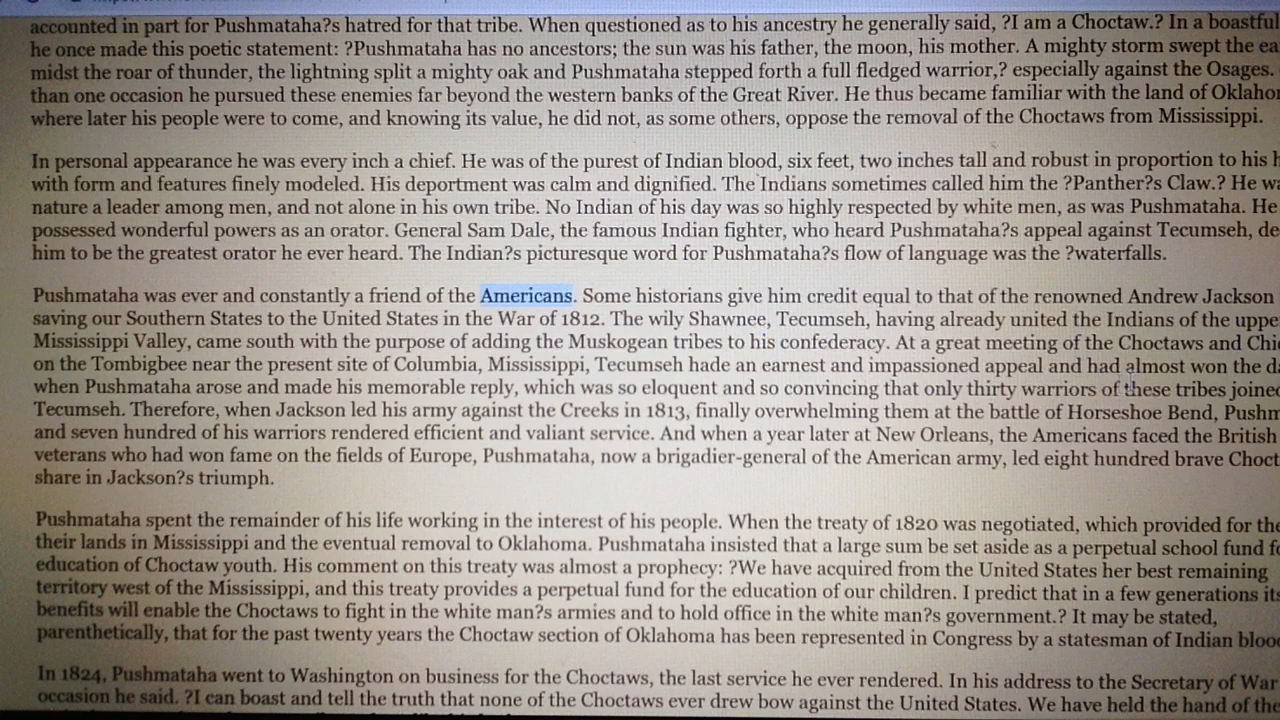 accounted in part for Pushmataha?s hatred for that tribe. When questioned as to his ancestry he generally said, ?I am a Choctaw.? In a boastful
he once made this poetic statement: ?Pushmataha has no ancestors; the sun was his father, the moon, his mother. A mighty storm swept the ea
midst the roar of thunder, the lightning split a mighty oak and Pushmataha stepped forth a full fledged warrior,? especially against the Osages.
than one occasion he pursued these enemies far beyond the western banks of the Great River. He thus became familiar with the land of Oklaho
where later his people were to come, and knowing its value, he did not, as some others, oppose the removal of the Choctaws from Mississippi.
In personal appearance he was every inch a chief. He was of the purest of Indian blood, six feet, two inches tall and robust in proportion to his h
with form and features finely modeled. His deportment was calm and dignified. The Indians sometimes called him the ?Panther?s Claw.? He wa
nature a leader among men, and not alone in his own tribe. No Indian of his day was so highly respected by white men, as was Pushmataha. He
possessed wonderful powers as an orator. General Sam Dale, the famous Indian fighter, who heard Pushmataha?s appeal against Tecumseh, de
him to be the greatest orator he ever heard. The Indian?s picturesque word for Pushmataha?s flow of language was the ?waterfalls.
Pushmataha was ever and constantly a friend of the Americans. Some historians give him credit equal to that of the renowned Andrew Jackson
saving our Southern States to the United States in the War of 1812. The wily Shawnee, Tecumseh, having already united the Indians of the uppe
Mississippi Valley, came south with the purpose of adding the Muskogean tribes to his confederacy. At a great meeting of the Choctaws and Chi
on the Tombigbee near the present site of Columbia, Mississippi, Tecumseh hade an earnest and impassioned appeal and had almost won the da
when Pushmataha arose and made his memorable reply, which was so eloquent and so convincing that only thirty warriors of these tribes joine
Tecumseh. Therefore, when Jackson led his army against the Creeks in 1813, finally overwhelming them at the battle of Horseshoe Bend, Pushm
and seven hundred of his warriors rendered efficient and valiant service. And when a year later at New Orleans, the Americans faced the British
veterans who had won fame on the fields of Europe, Pushmataha, now a brigadier-general of the American army, led eight hundred brave Choct
share in Jackson?s triumph.
Pushmataha spent the remainder of his life working in the interest of his people. When the treaty of 1820 was negotiated, which provided for the
their lands in Mississippi and the eventual removal to Oklahoma. Pushmataha insisted that a large sum be set aside as a perpetual school fund fo
education of Choctaw youth. His comment on this treaty was almost a prophecy: ?We have acquired from the United States her best remaining
territory west of the Mississippi, and this treaty provides a perpetual fund for the education of our children. I predict that in a few generations its
benefits will enable the Choctaws to fight in the white man?s armies and to hold office in the white man?s government.? It may be stated,
parenthetically, that for the past twenty years the Choctaw section of Oklahoma has been represented in Congress by a statesman of Indian bloo
In 1824, Pushmataha went to Washington on business for the Choctaws, the last service he ever rendered. In his address to the Secretary of War
occasion he said. ?I can boast and tell the truth that none of the Choctaws ever drew bow against the United States. We have held the hand of the